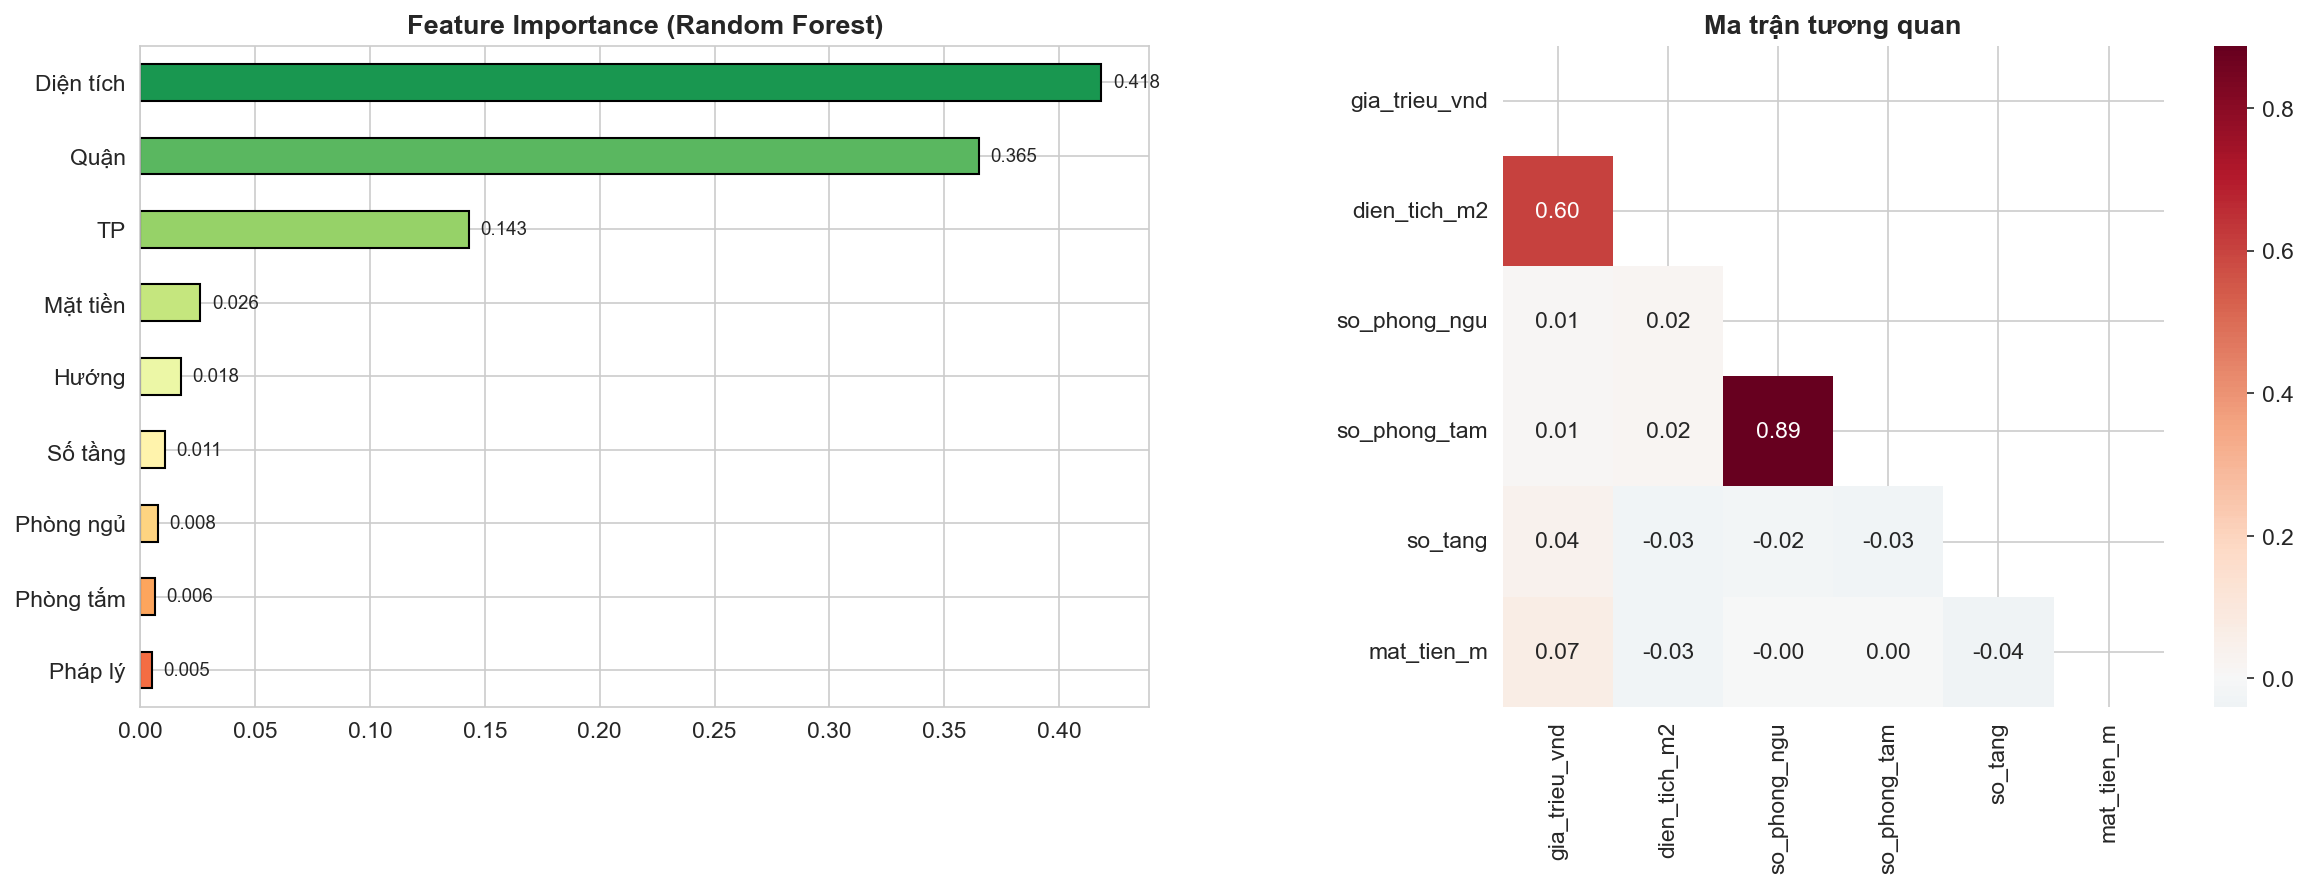 Feature Importance (Random Forest)
Diện tích 0.418
Quận 0.365
TP 0.143
Mặt tiền 0.026
Hướng 0.018
Số tầng 0.011
Phòng ngủ 0.008
Phòng tắm 0.006
Pháp lý 0.005
0.00 0.05 0.10 0.15 0.20 0.25 0.30 0.35 0.40
Ma trận tương quan
gia_trieu_vnd
dien_tich_m2 0.60
so_phong_ngu 0.01 0.02
so_phong_tam 0.01 0.02 0.89
so_tang 0.04 -0.03 -0.02 -0.03
mat_tien_m 0.07 -0.03 -0.00 0.00 -0.04
gia_trieu_vnd
dien_tich_m2
so_phong_ngu
so_phong_tam
so_tang
mat_tien_m
0.8
0.6
0.4
0.2
0.0